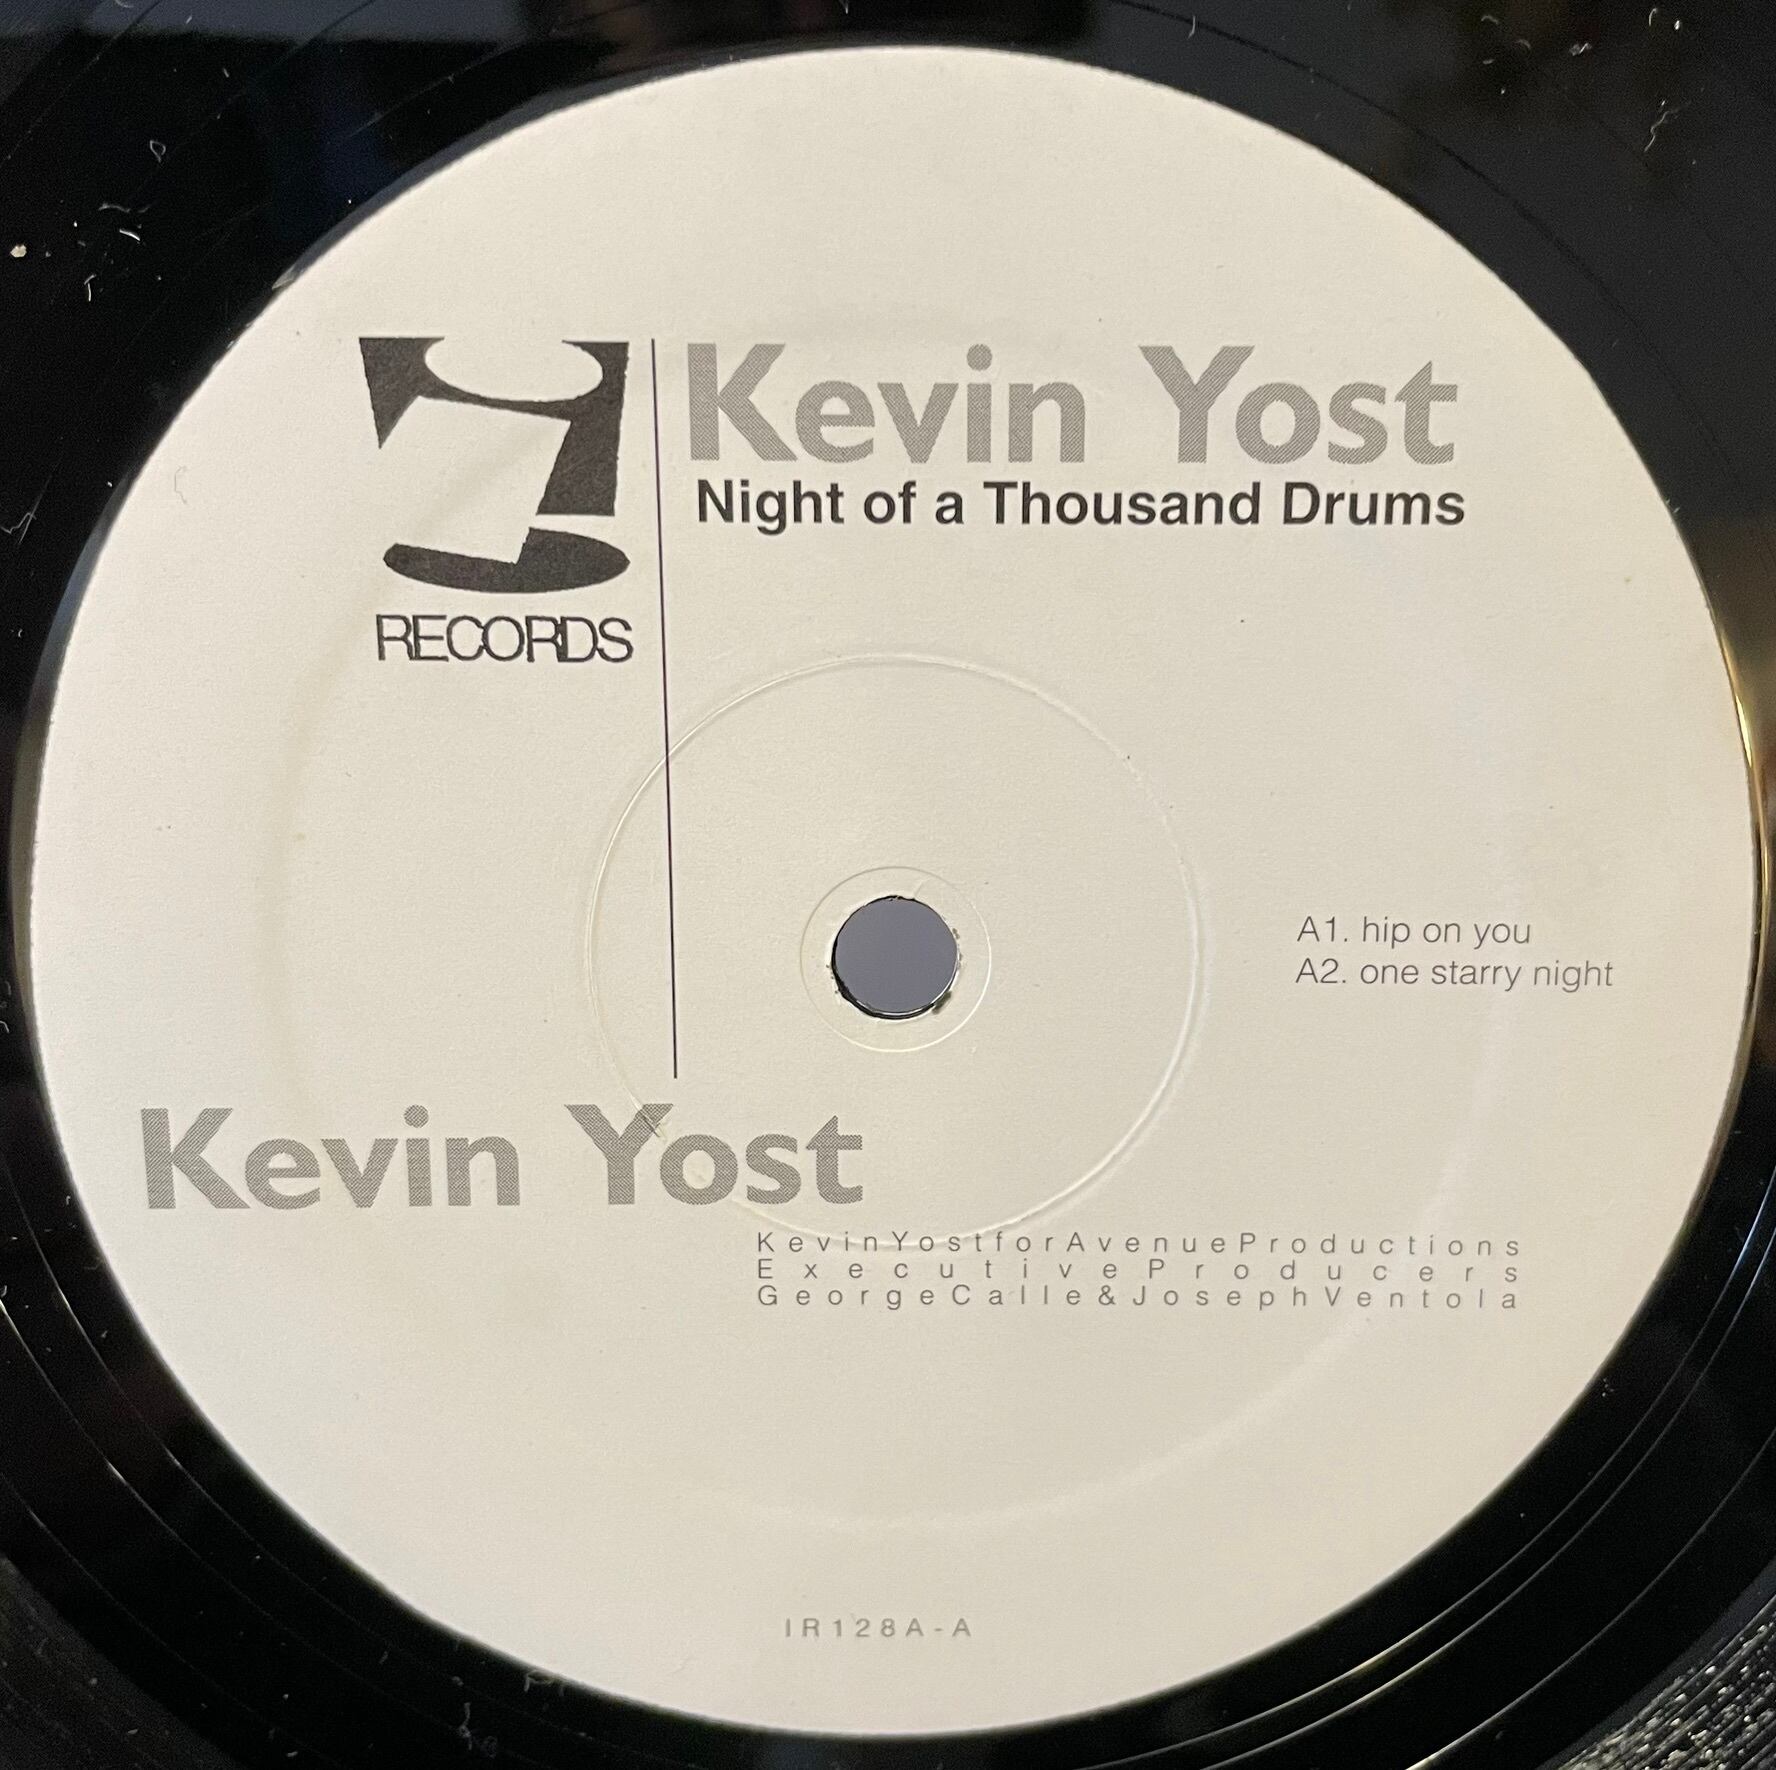 RECORDS
Kevin Yost
Night of a Thousand Drums
A1. hip on you
A2. one starry night
Kevin Yost
KevinYostforAvenueProductions
ExecutiveProducers
GeorgeCalle&JosephVentola
IR128A-A